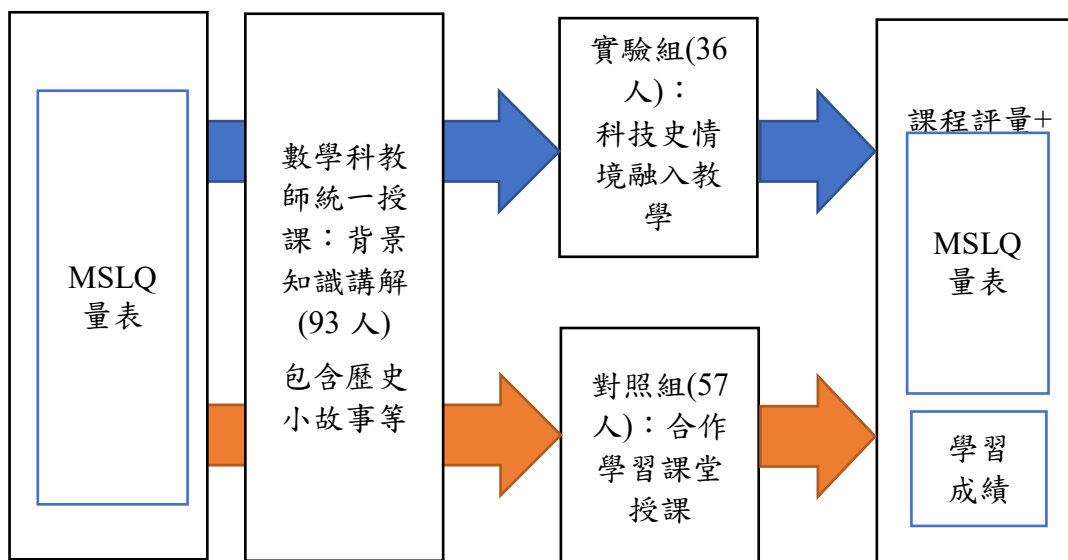 MSLQ
量表
數學科教
師統一授
課：背景
知識講解
(93 人)
包含歷史
小故事等
實驗組(36
人)：
科技史情
境融入教
學
對照組(57
人)：合作
學習課堂
授課
課程評量+
MSLQ
量表
學習
成績